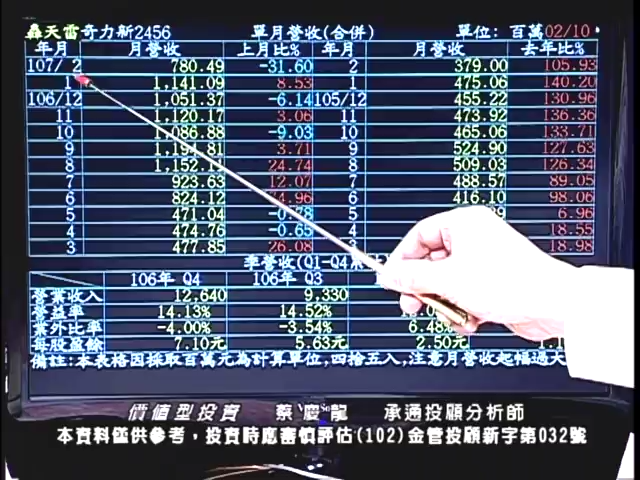 轟天雷奇力新2456 單月營收(合併) 單位: 百萬02/10
年月 月營收 上月比% 年月 月營收 去年比%
107/ 2 780.49 -31.60 2 379.00 105.93
1 1,141.09 8.53 1 475.06 140.20
106/12 1,051.37 -6.14 105/12 455.22 130.96
11 1,120.17 3.06 11 473.92 136.36
10 1,086.88 -9.03 10 465.06 133.71
9 3.71 9 524.90 127.63
8 1,152. 24.74 8 509.03 126.34
7 923.63 12.07 7 488.57 89.05
6 824.12 6 416.10 98.06
5 471.04 5 6.96
4 474.76 -0.65 4 18.55
3 477.85 26.08 3 18.98
季營收(Q1-Q4
106年 Q4 106年 Q3
營業收入 12,640 9,330
營益率 14.13% 14.52%
業外比率 -4.00% -3.54% 6.48%
每股盈餘 7.10元 5.63元 2.50元
備註:本表格因採取百萬元為計算單位,四捨五入,注意月營收起幅過大
價值型投資 蔡慶龍 承通投顧分析師
本資料僅供參考,投資時應審慎評估(102)金管投顧新字第032號